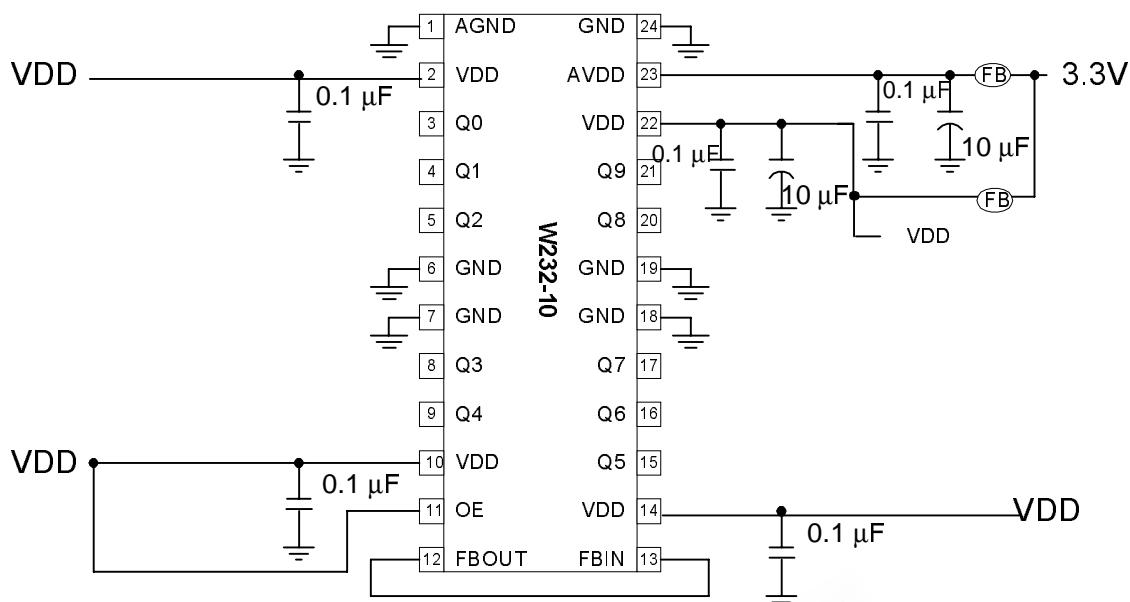 1 AGND GND 24
VDD 2 VDD AVDD 23 FB 3.3V
0.1 μF 0.1 μF
3 Q0 VDD 22
10 μF
0.1 μF
4 Q1 Q9 21
10 μF FB
5 Q2 Q8 20
VDD
W232-10
6 GND GND 19
7 GND GND 18
8 Q3 Q7 17
9 Q4 Q6 16
VDD 10 VDD Q5 15
0.1 μF
11 OE VDD 14 VDD
0.1 μF
12 FBOUT FBIN 13